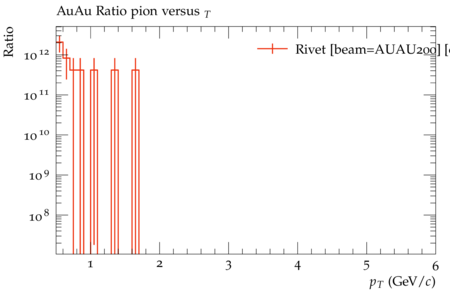 AuAu Ratio pion versus T
Ratio
Rivet [beam=AUAU200]
10^12
10^11
10^10
10^9
10^8
1 2 3 4 5 6
p_T (GeV/c)